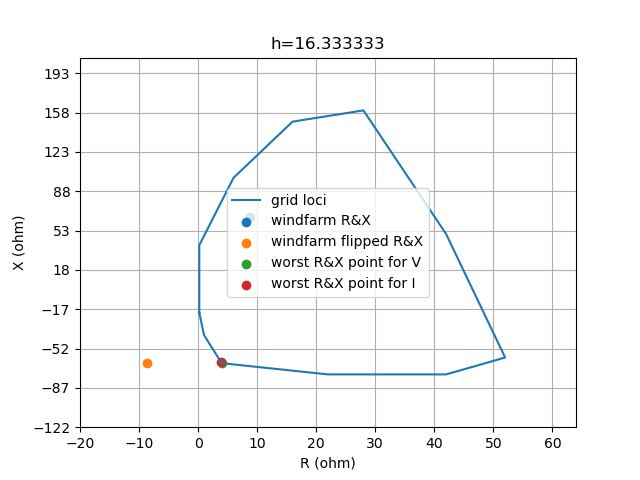 h=16.333333
193
158
123
88
53
18
−17
−52
−87
−122
X (ohm)
grid loci
windfarm R&X
windfarm flipped R&X
worst R&X point for V
worst R&X point for I
−20
−10
0
10
20
30
40
50
60
R (ohm)